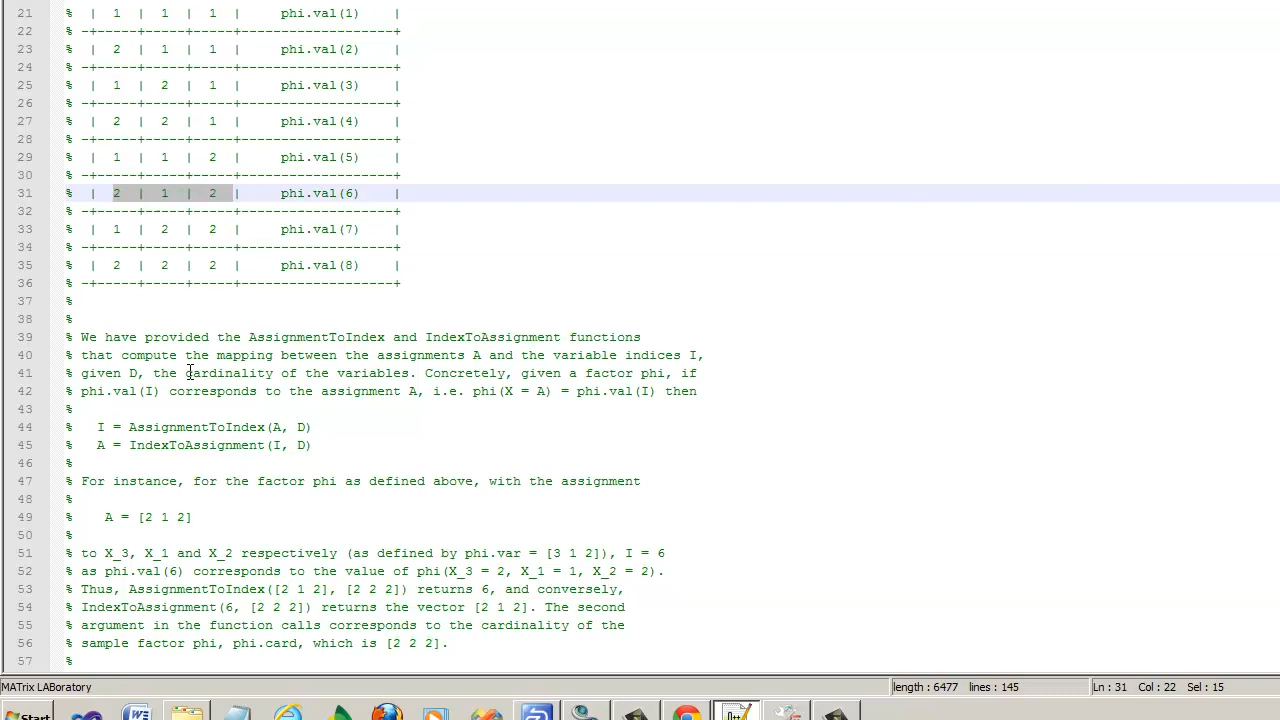 21 % | 1 | 1 | 1 | phi.val(1) |
22 % -+-----+-----+-----+-------------------+
23 % | 2 | 1 | 1 | phi.val(2) |
24 % -+-----+-----+-----+-------------------+
25 % | 1 | 2 | 1 | phi.val(3) |
26 % -+-----+-----+-----+-------------------+
27 % | 2 | 2 | 1 | phi.val(4) |
28 % -+-----+-----+-----+-------------------+
29 % | 1 | 1 | 2 | phi.val(5) |
30 % -+-----+-----+-----+-------------------+
31 % | 2 | 1 | 2 | phi.val(6) |
32 % -+-----+-----+-----+-------------------+
33 % | 1 | 2 | 2 | phi.val(7) |
34 % -+-----+-----+-----+-------------------+
35 % | 2 | 2 | 2 | phi.val(8) |
36 % -+-----+-----+-----+-------------------+
37 %
38 %
39 % We have provided the AssignmentToIndex and IndexToAssignment functions
40 % that compute the mapping between the assignments A and the variable indices I,
41 % given D, the cardinality of the variables. Concretely, given a factor phi, if
42 % phi.val(I) corresponds to the assignment A, i.e. phi(X = A) = phi.val(I) then
43 %
44 % I = AssignmentToIndex(A, D)
45 % A = IndexToAssignment(I, D)
46 %
47 % For instance, for the factor phi as defined above, with the assignment
48 %
49 % A = [2 1 2]
50 %
51 % to X_3, X_1 and X_2 respectively (as defined by phi.var = [3 1 2]), I = 6
52 % as phi.val(6) corresponds to the value of phi(X_3 = 2, X_1 = 1, X_2 = 2).
53 % Thus, AssignmentToIndex([2 1 2], [2 2 2]) returns 6, and conversely,
54 % IndexToAssignment(6, [2 2 2]) returns the vector [2 1 2]. The second
55 % argument in the function calls corresponds to the cardinality of the
56 % sample factor phi, phi.card, which is [2 2 2].
57 %
MATrix LABoratory length : 6477 lines : 145 Ln : 31 Col : 22 Sel : 15
Start